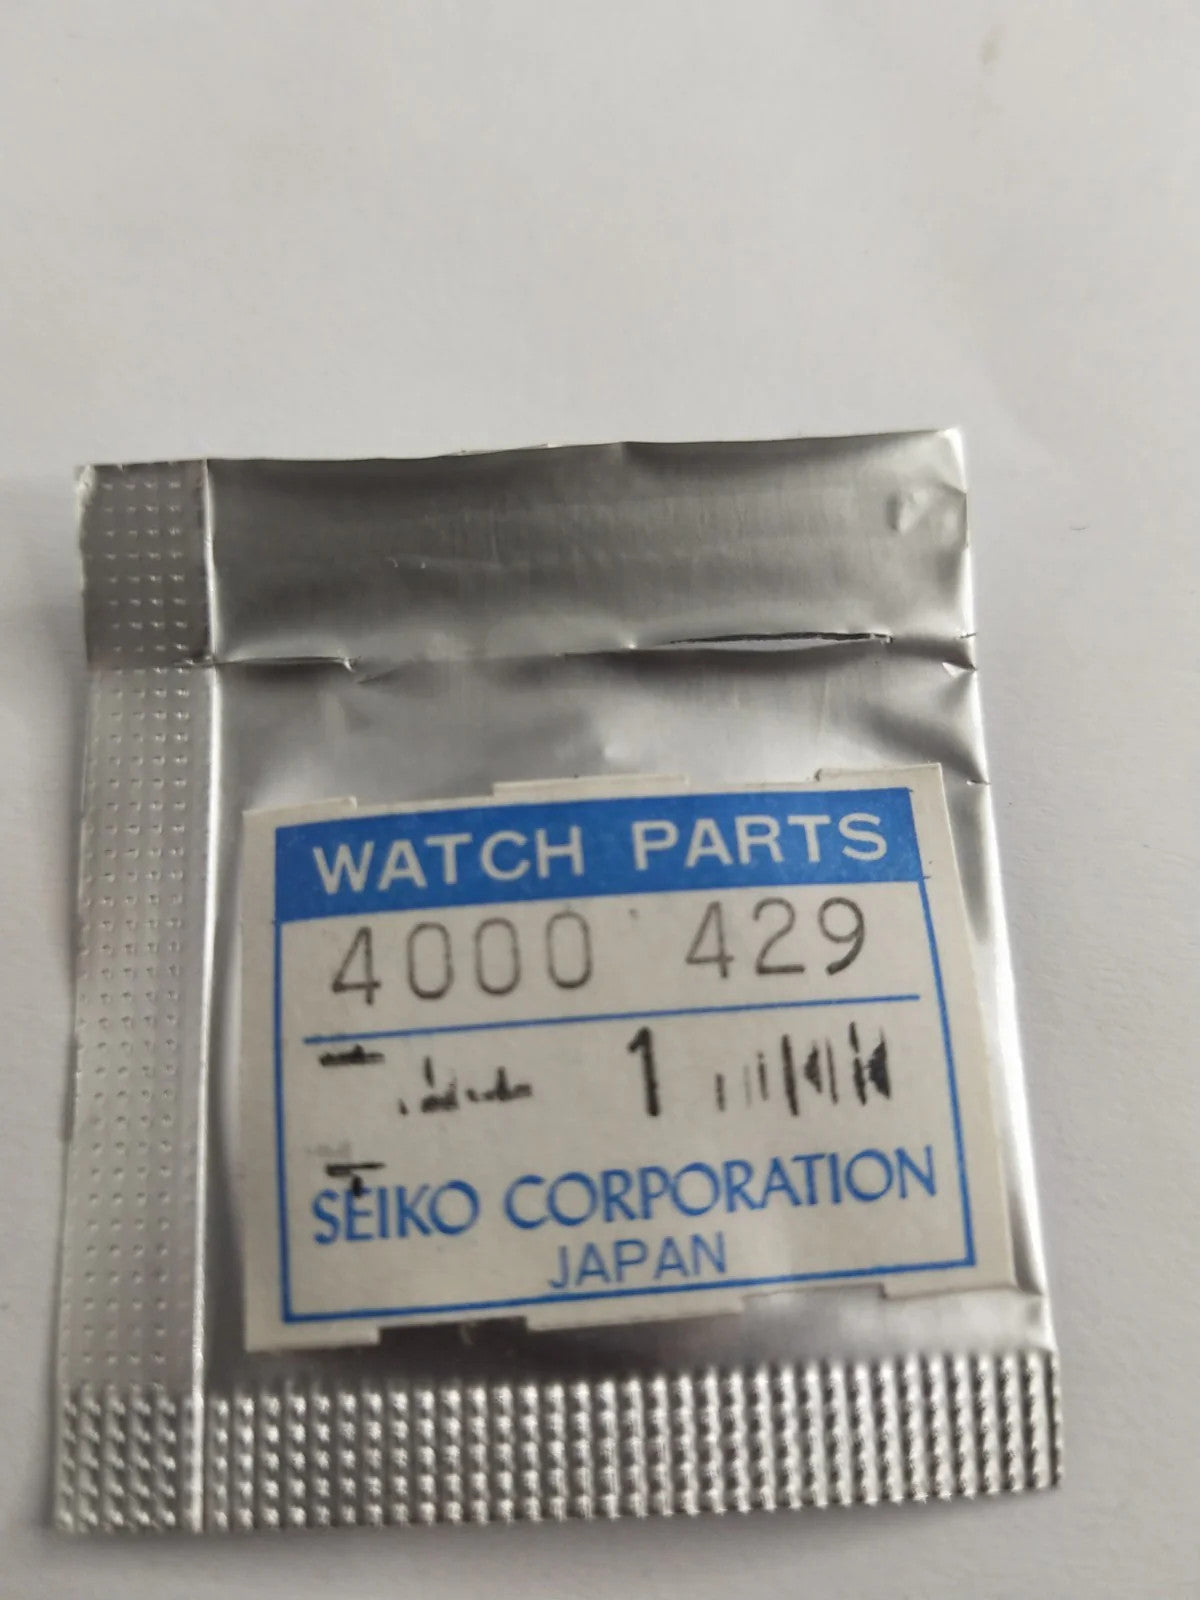 WATCH PARTS
4000 429
1
SEIKO CORPORATION
JAPAN